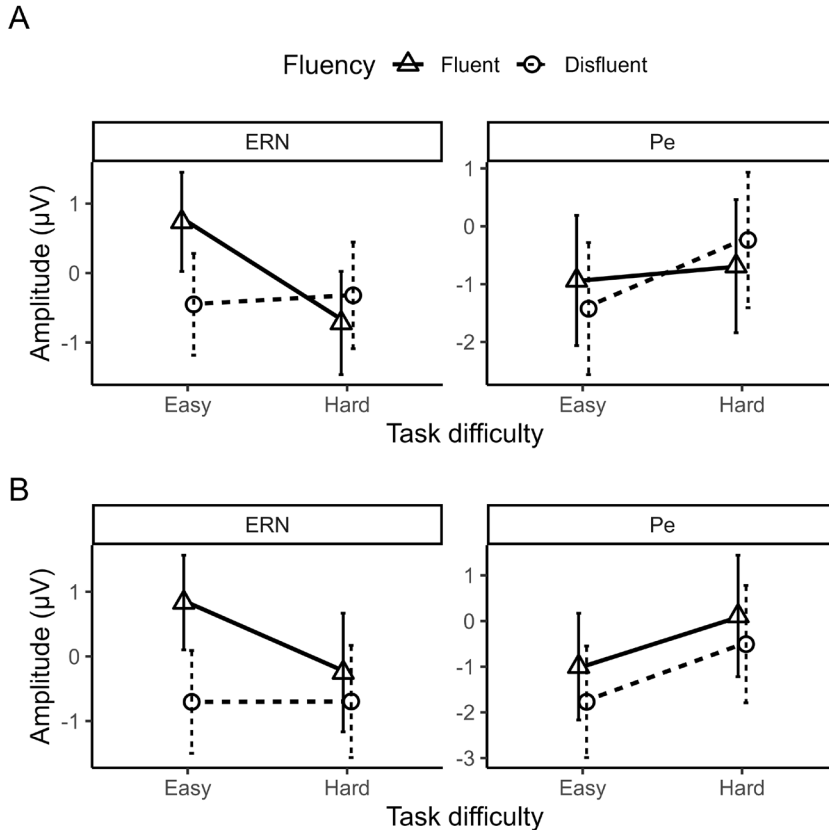 A
Fluency Fluent Disfluent
ERN Pe
Amplitude (µV)
1
0
-1
1
0
-1
-2
Easy Hard Easy Hard
Task difficulty
B
ERN Pe
Amplitude (µV)
1
0
-1
1
0
-1
-2
-3
Easy Hard Easy Hard
Task difficulty